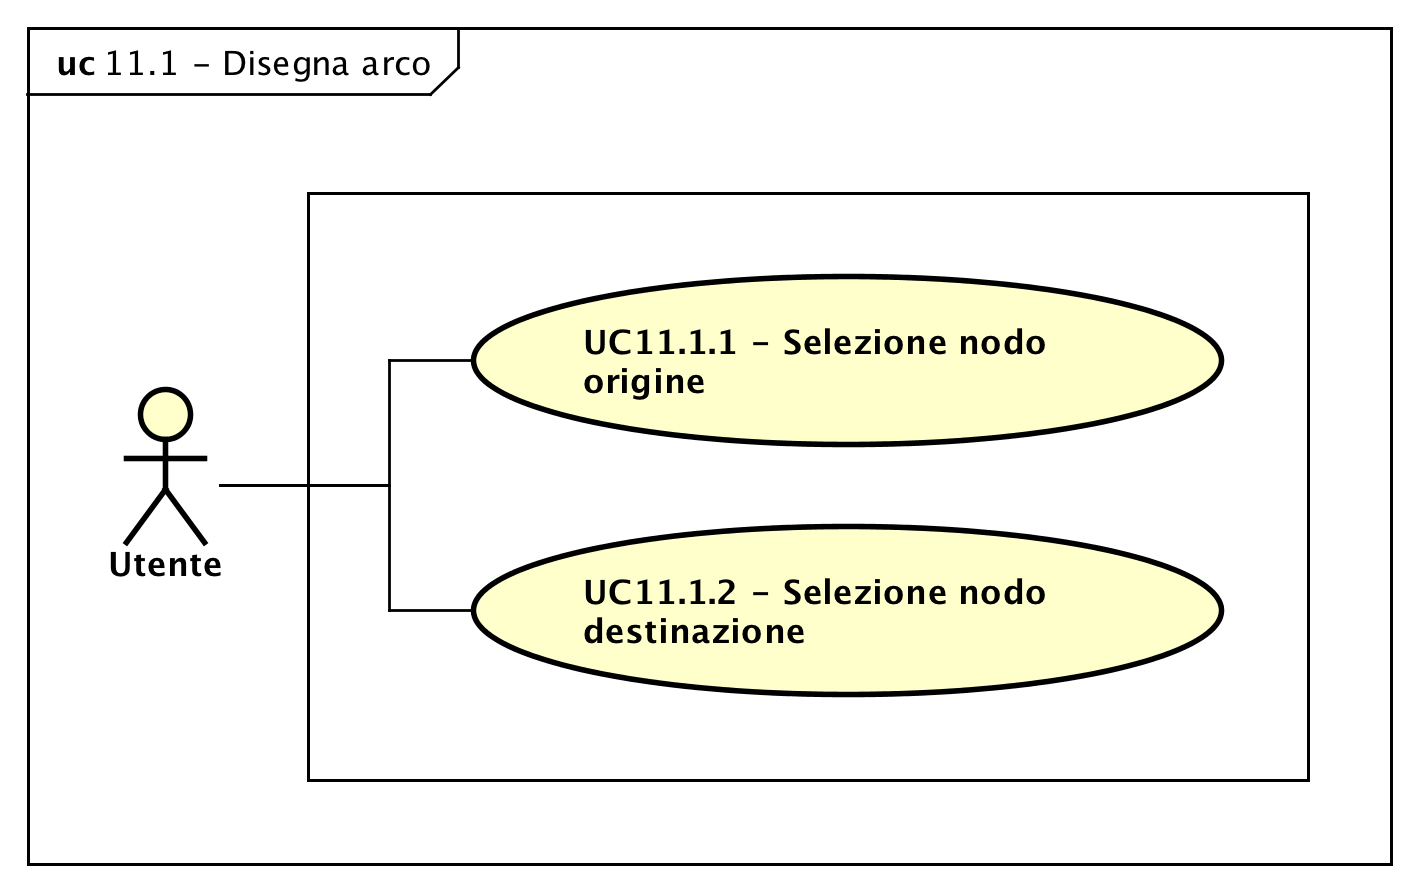 uc 11.1 – Disegna arco
UC11.1.1 – Selezione nodo
origine
Utente
UC11.1.2 – Selezione nodo
destinazione